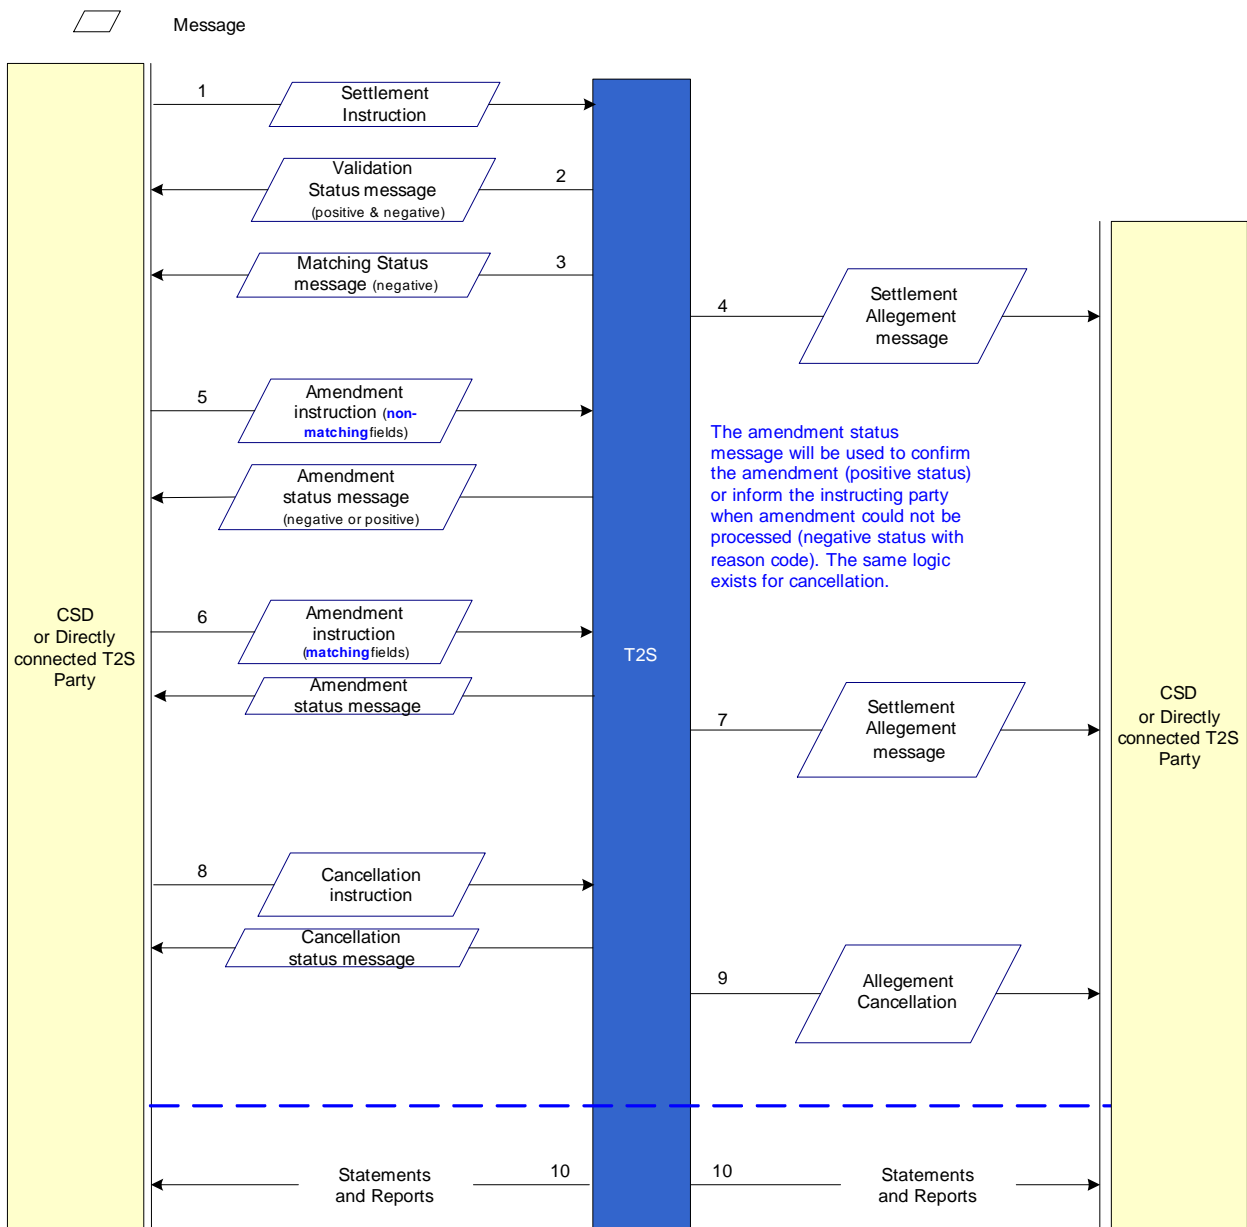 Message
1
Settlement
Instruction
Validation
Status message
(positive & negative)
2
Matching Status
message (negative)
3
4
Settlement
Allegement
message
5
Amendment
instruction (non-
matching fields)
The amendment status
message will be used to confirm
the amendment (positive status)
or inform the instructing party
when amendment could not be
processed (negative status with
reason code). The same logic
exists for cancellation.
Amendment
status message
(negative or positive)
6
Amendment
instruction
(matching fields)
CSD
or Directly
connected T2S
Party
T2S
Amendment
status message
7
Settlement
Allegement
message
CSD
or Directly
connected T2S
Party
8
Cancellation
instruction
Cancellation
status message
9
Allegement
Cancellation
Statements
and Reports
10
10
Statements
and Reports